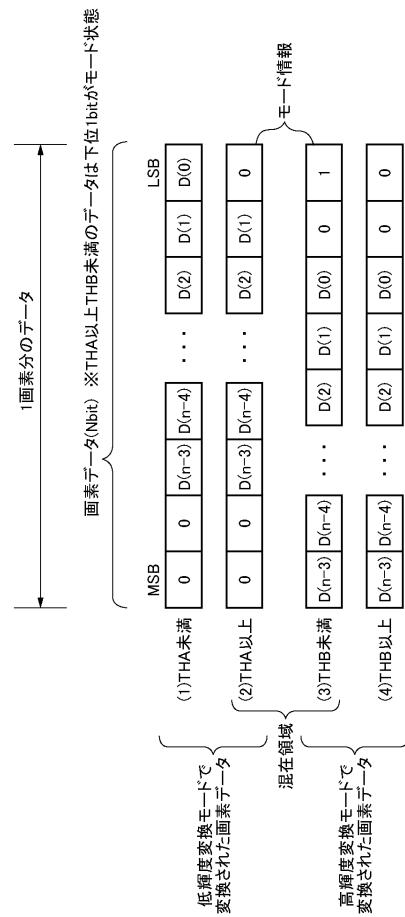 1画素分のデータ
画素データ(Nbit) ※THA以上THB未満のデータは下位1bitがモード状態
MSB LSB
(1)THA未満 0 0 D(n-3) D(n-4) ･･･ D(2) D(1) D(0)
(2)THA以上 0 0 D(n-3) D(n-4) ･･･ D(2) D(1) 0
(3)THB未満 D(n-3) D(n-4) ･･･ D(2) D(1) D(0) 0 1
(4)THB以上 D(n-3) D(n-4) ･･･ D(2) D(1) D(0) 0 0
低輝度変換モードで
変換された画素データ
混在領域
高輝度変換モードで
変換された画素データ
モード情報